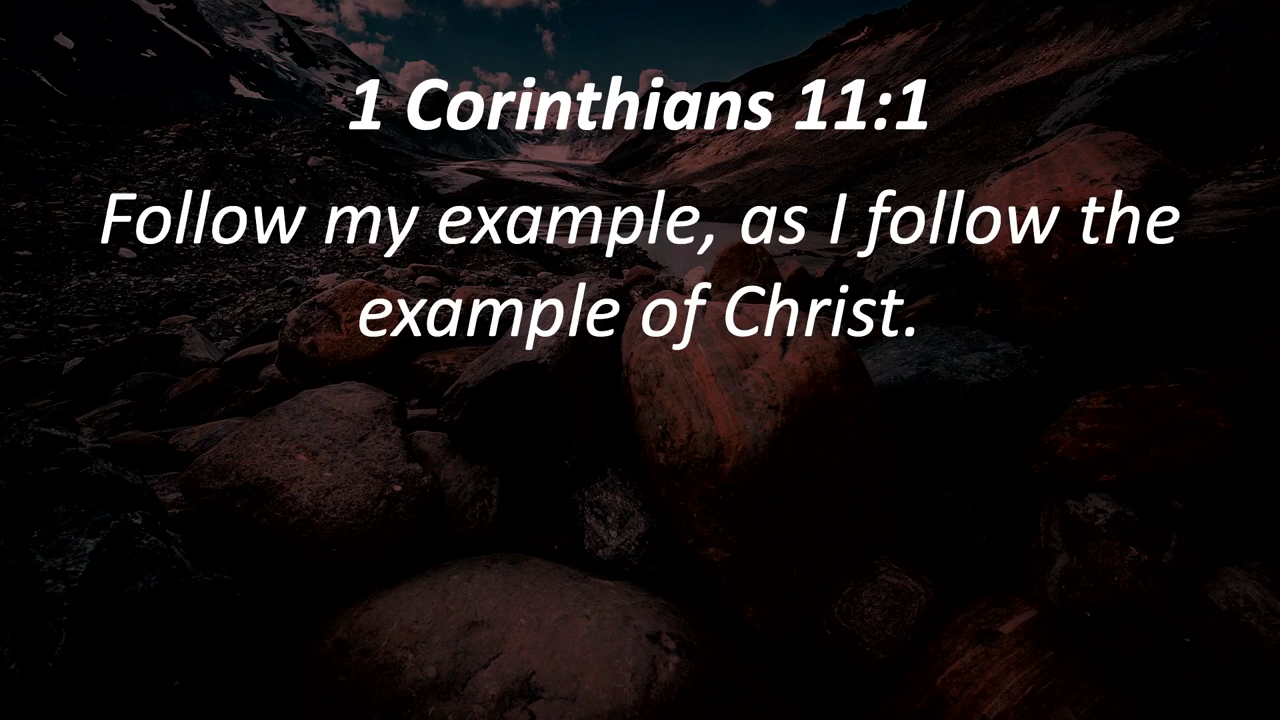 1 Corinthians 11:1
Follow my example, as I follow the
example of Christ.